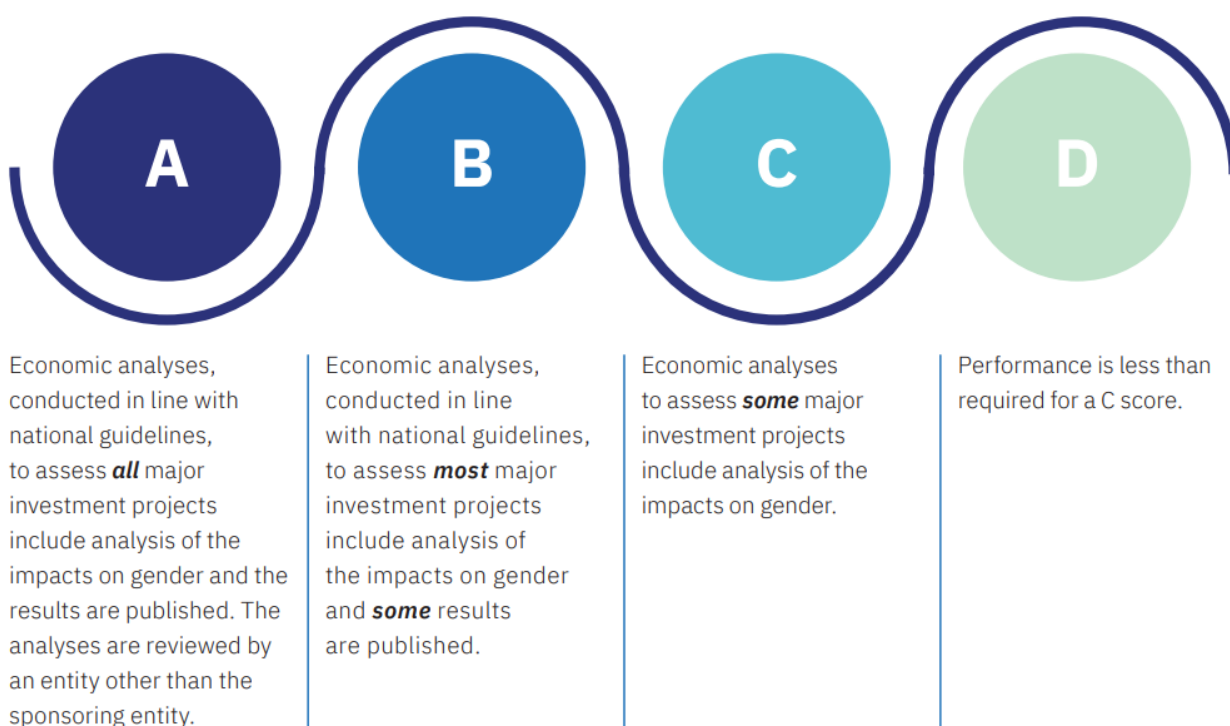 A
B
C
D
Economic analyses,
conducted in line with
national guidelines,
to assess all major
investment projects
include analysis of the
impacts on gender and the
results are published. The
analyses are reviewed by
an entity other than the
sponsoring entity.
Economic analyses,
conducted in line
with national guidelines,
to assess most major
investment projects
include analysis of
the impacts on gender
and some results
are published.
Economic analyses
to assess some major
investment projects
include analysis of the
impacts on gender.
Performance is less than
required for a C score.